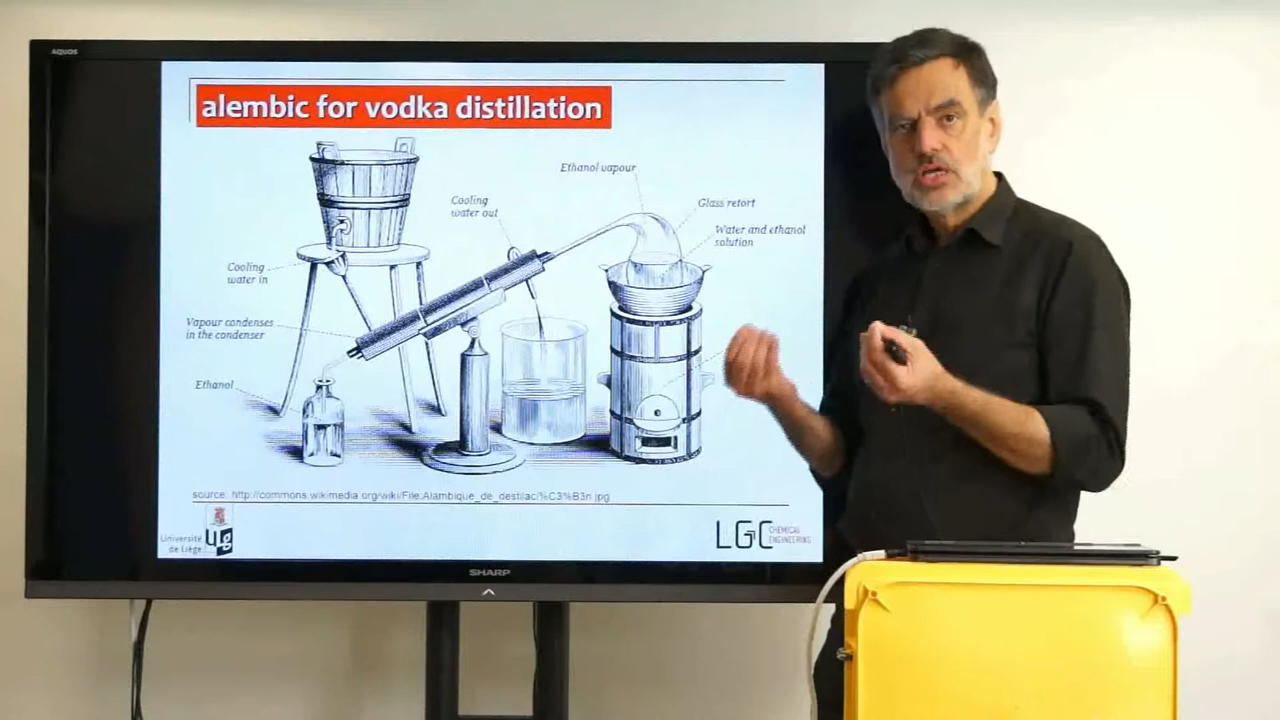 AQUOS
alembic for vodka distillation
Ethanol vapour
Cooling
water out
Glass retort
Water and ethanol
solution
Cooling
water in
Vapour condenses
in the condenser
Ethanol
source: http://commons.wikimedia.org/wiki/File:Alambique_de_destilaci%C3%B3n.jpg
Université
de Liège
ULg
LGC
CHEMICAL
ENGINEERING
SHARP